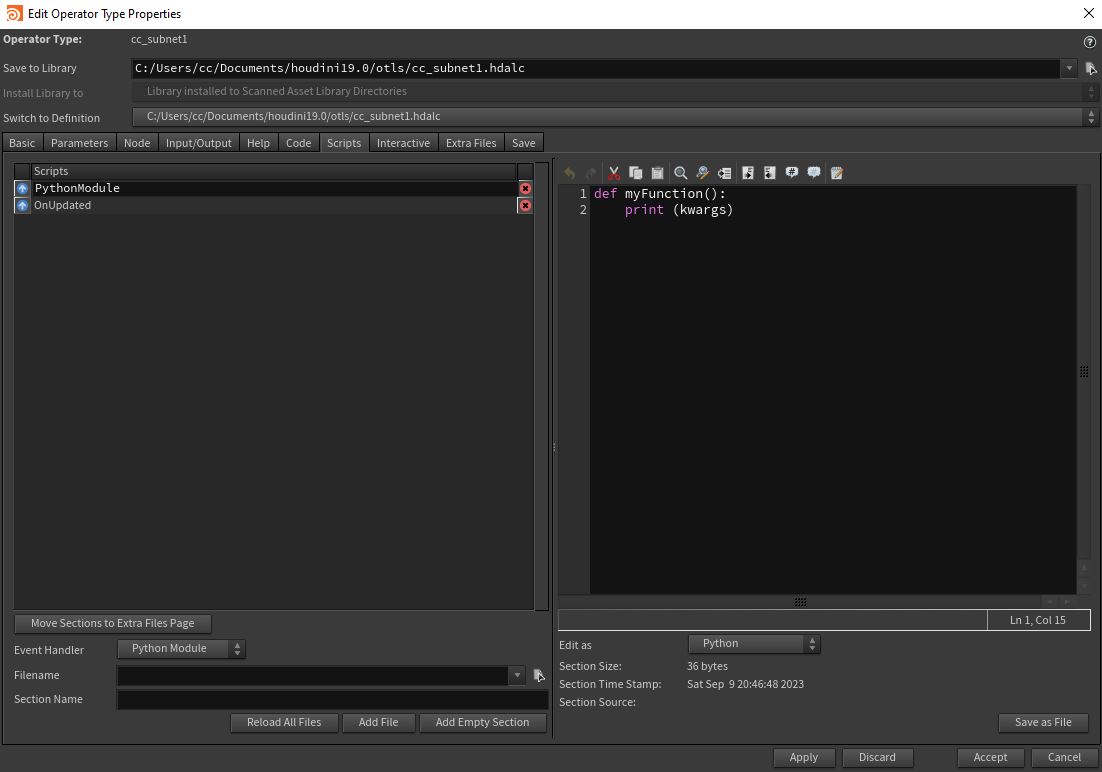 Edit Operator Type Properties
Operator Type: cc_subnet1
Save to Library C:/Users/cc/Documents/houdini19.0/otls/cc_subnet1.hdalc
Install Library to Library installed to Scanned Asset Library Directories
Switch to Definition C:/Users/cc/Documents/houdini19.0/otls/cc_subnet1.hdalc
Basic Parameters Node Input/Output Help Code Scripts Interactive Extra Files Save
Scripts
PythonModule
OnUpdated
1 def myFunction():
2 print (kwargs)
Ln 1, Col 15
Move Sections to Extra Files Page
Event Handler Python Module
Filename
Section Name
Reload All Files Add File Add Empty Section
Edit as Python
Section Size: 36 bytes
Section Time Stamp: Sat Sep 9 20:46:48 2023
Section Source:
Save as File
Apply Discard Accept Cancel